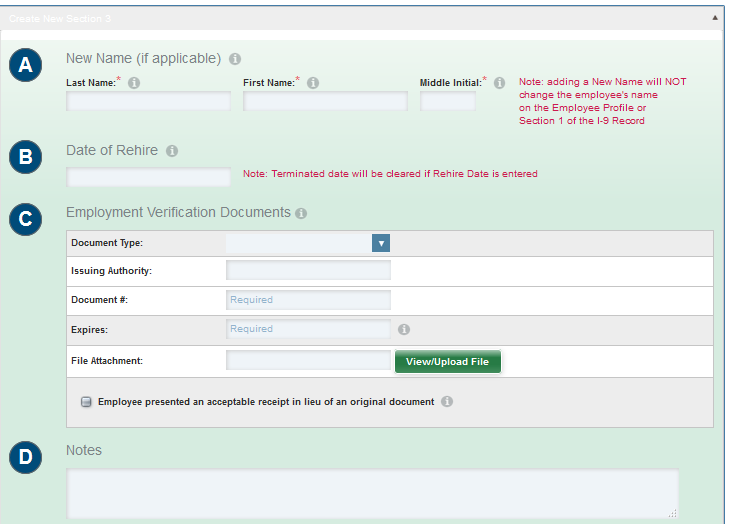 Create New Section 3
A
New Name (if applicable)
Last Name:*
First Name:*
Middle Initial:*
Note: adding a New Name will NOT
change the employee's name
on the Employee Profile or
Section 1 of the I-9 Record
B
Date of Rehire
Note: Terminated date will be cleared if Rehire Date is entered
C
Employment Verification Documents
Document Type:
Issuing Authority:
Document #: Required
Expires: Required
File Attachment: View/Upload File
Employee presented an acceptable receipt in lieu of an original document
D
Notes